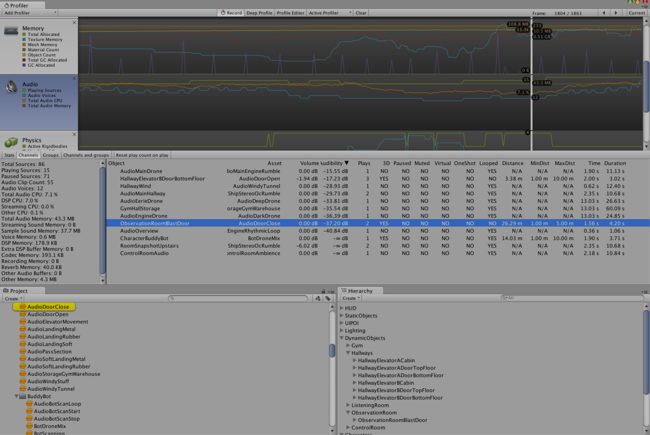 Profiler
Add Profiler Record Deep Profile Profile Editor Active Profiler Clear Frame: 1804 / 1863 Current
Memory
Total Allocated
Texture Memory
Mesh Memory
Material Count
Object Count
Total GC Allocated
GC Allocated
Audio
Playing Sources
Audio Voices
Total Audio CPU
Total Audio Memory
Physics
Active Rigidbodies
Stats Channels Groups Channels and groups Reset play count on play
Total Sources: 86
Playing Sources: 15
Paused Sources: 71
Audio Clip Count: 55
Audio Voices: 12
Total Audio CPU: 7.1 %
DSP CPU: 7.0 %
Streaming CPU: 0.0 %
Other CPU: 0.1 %
Total Audio Memory: 43.3 MB
Streaming Sound Memory: 0 B
Sample Sound Memory: 37.7 MB
Voice Memory: 0.6 MB
DSP Memory: 178.9 KB
Extra DSP Buffer Memory: 0 B
Codec Memory: 393.1 KB
Recording Memory: 0 B
Reverb Memory: 40.0 KB
Other Audio Buffers: 0 B
Other Memory: 4.3 MB
Object Asset Volume Plays 3D Paused Muted Virtual OneShot Looped Distance MinDist MaxDist Time Duration
AudioMainDrone 0.00 dB -15.35 dB 1 NO NO NO NO NO YES N/A N/A N/A 1.90 s 11.13 s
HallwayElevatorBDoorBottomFloor AudioDoorOpen -1.94 dB -17.23 dB 3 YES NO NO NO NO NO 2.00 m 1.00 m 10.00 m 3.02 s
HallwayWind AudioWindyTunnel 0.00 dB -28.93 dB 1 NO NO NO NO NO YES N/A N/A N/A 0.62 s 12.40 s
AudioMainHallway ShipStereoOcRumble 0.00 dB -29.73 dB 2 NO NO NO NO NO YES N/A N/A N/A 2.35 s 10.68 s
AudioEerieDrone AudioDeepDrone 0.00 dB -33.81 dB 1 NO NO NO NO NO YES N/A N/A N/A 13.03 s 26.63 s
GymHallStorage 0.00 dB -35.54 dB 1 NO NO NO NO NO YES N/A N/A N/A 13.03 s 60.09 s
AudioEngineDrone AudioDarkDrone 0.00 dB -36.39 dB 1 NO NO NO NO NO YES N/A N/A N/A 13.03 s 24.85 s
ObservationRoomBlastDoor AudioDoorClose 0.00 dB -37.20 dB 2 YES NO NO NO NO NO 29.29 m 1.00 m 30.00 m 1.56 s 4.20 s
AudioOverview EngineRhythmicLoop 0.00 dB -40.84 dB 1 NO NO NO NO NO YES N/A N/A N/A 0.36 s 1.06 s
CharacterBuddyBot BotDroneMix 0.00 dB -∞ dB 1 YES NO NO NO NO YES 14.03 m 1.00 m 10.00 m 1.90 s 3.71 s
RoomSnapshotUpstairs ShipStereoOcRumble -6.02 dB -∞ dB 2 NO NO NO NO NO YES N/A N/A N/A 0.35 s 10.68 s
ControlRoomAudio 0.00 dB -∞ dB 1 NO NO NO NO NO YES N/A N/A N/A 2.18 s 10.84 s
Project
Create
AudioDoorClose
AudioDoorOpen
AudioElevatorMovement
AudioLandingMetal
AudioLandingRubber
AudioLandingSoft
AudioPassSection
AudioSoftLandingMetal
AudioSoftLandingRubber
AudioStorageGymWarehouse
AudioWindyStuff
AudioWindyTunnel
BuddyBot
AudioBotScanLoop
AudioBotScanStart
AudioBotScanStop
BotDroneMix
BotScanning
Hierarchy
Create
HUD
StaticObjects
Lighting
DynamicObjects
Gym
Hallways
HallwayElevatorACabin
HallwayElevatorADoorTopFloor
HallwayElevatorADoorBottomFloor
HallwayElevatorBCabin
HallwayElevatorBDoorTopFloor
HallwayElevatorBDoorBottomFloor
ListeningRoom
ObservationRoom
ObservationRoomBlastDoor
ControlRoom